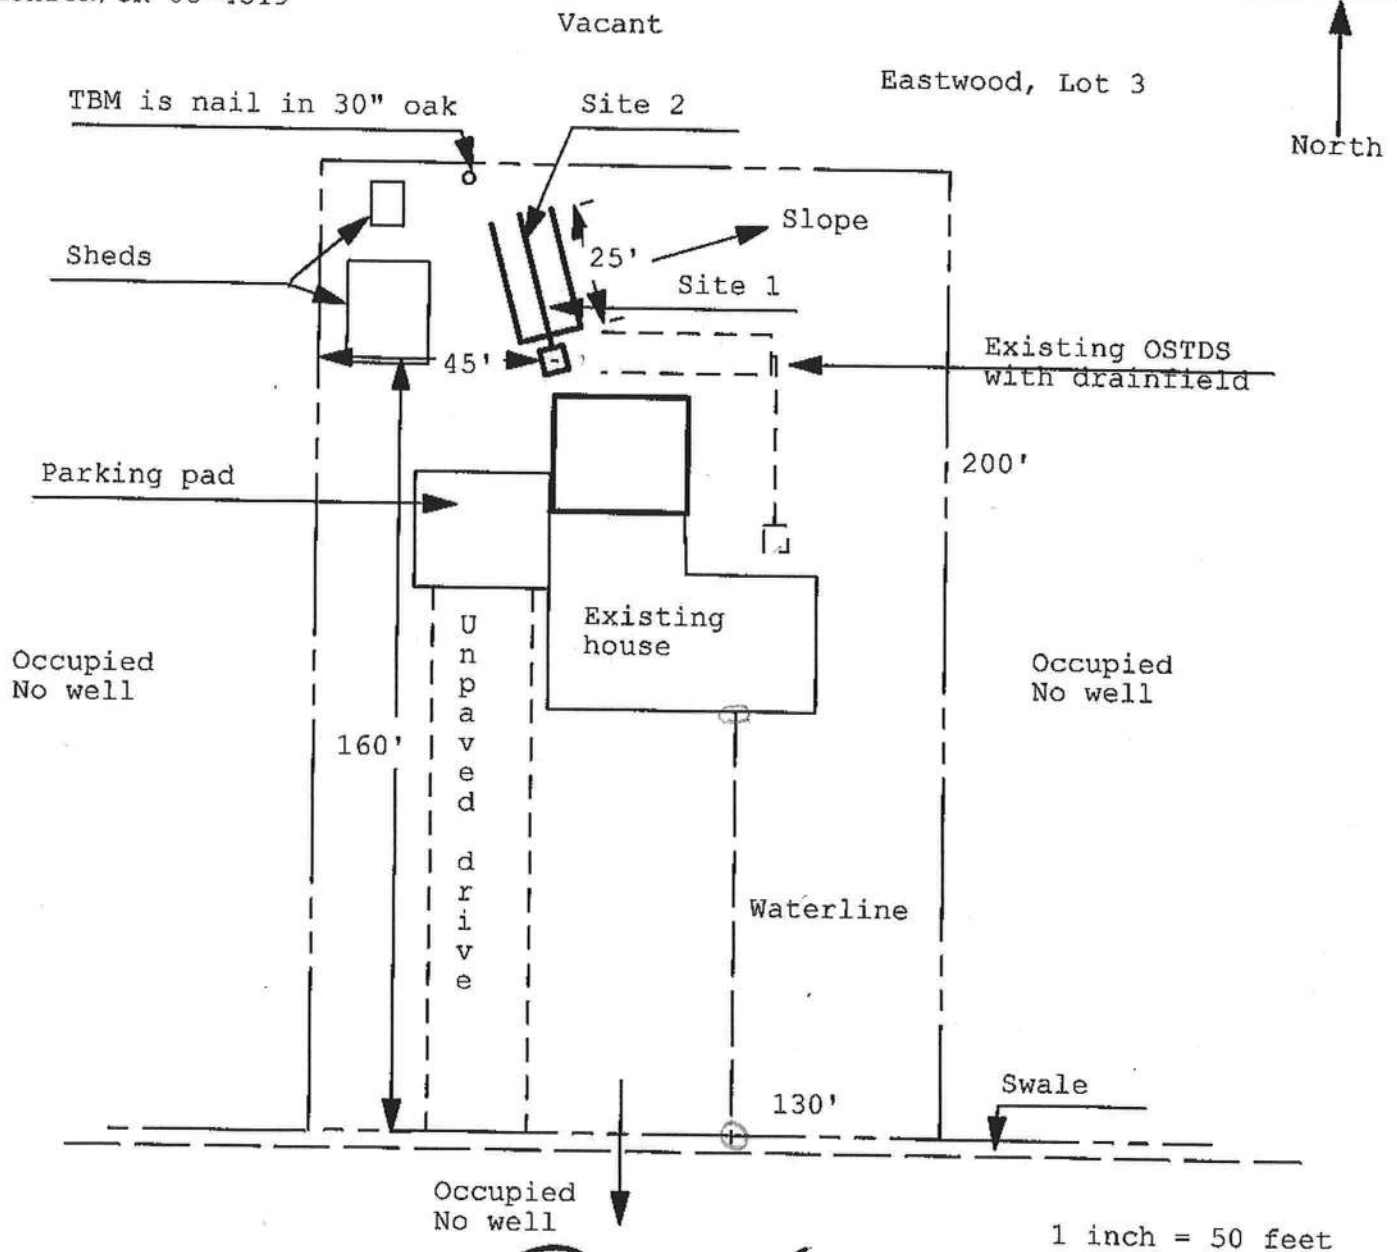 Vacant
Eastwood, Lot 3
TBM is nail in 30" oak
Site 2
North
Slope
Sheds
25'
Site 1
45'
Existing OSTDS
with drainfield
Parking pad
200'
Existing
house
Unpaved drive
Occupied
No well
Occupied
No well
160'
Waterline
130'
Swale
Occupied
No well
1 inch = 50 feet